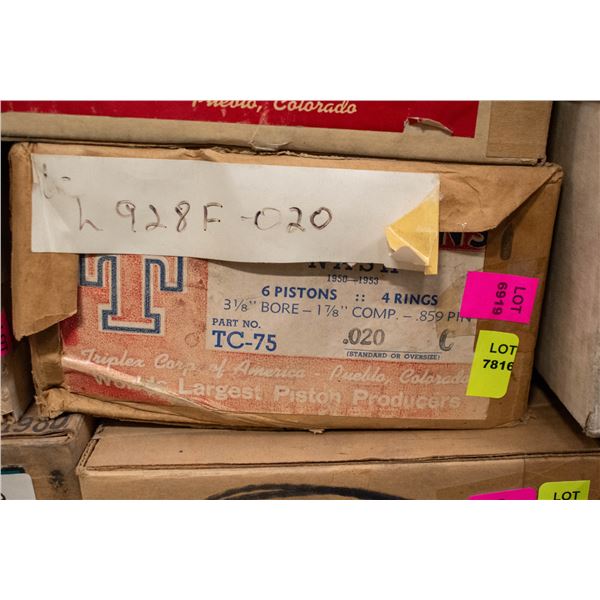 Pueblo, Colorado
L 928F-020
NASH
1950-1953
6 PISTONS :: 4 RINGS
3⅛" BORE - 1⅞" COMP. - .859 PIN
PART NO.
TC-75
.020
C
(STANDARD OR OVERSIZE)
T
Triplex Corp. of America Pueblo, Colorado
World's Largest Piston Producers
LOT
6919
LOT
7816
LOT